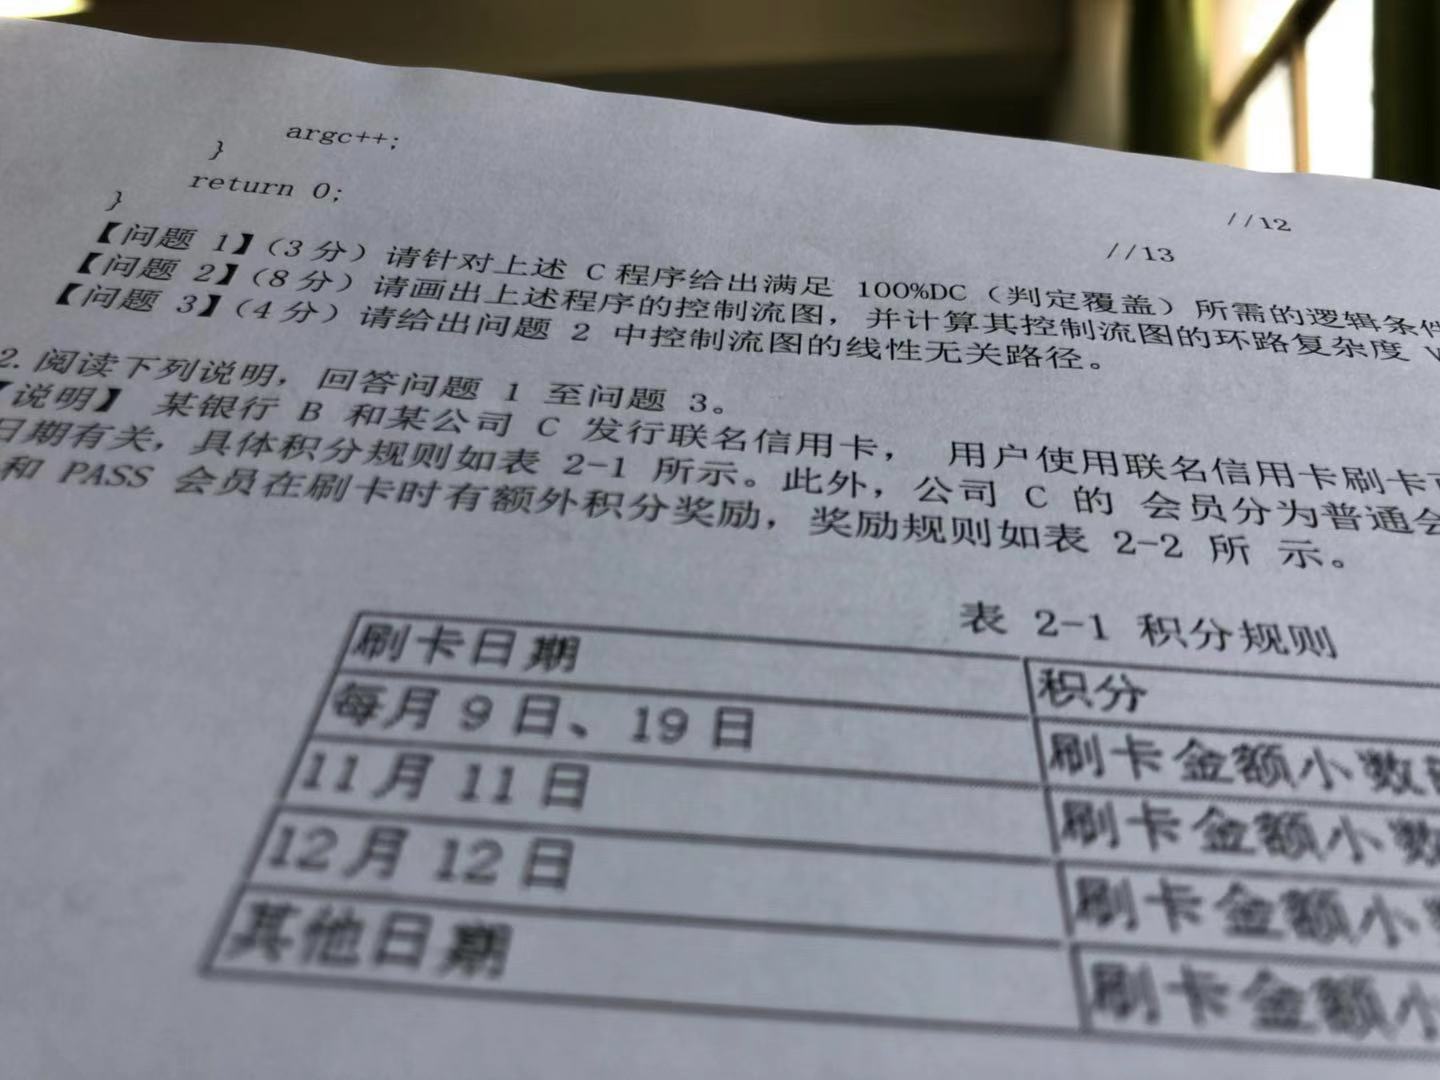 argc++;
}
//12
return 0;
//13
}
【问题 1】（3 分）请针对上述 C 程序给出满足 100%DC（判定覆盖）所需的逻辑条件
【问题 2】（8 分）请画出上述程序的控制流图，并计算其控制流图的环路复杂度 V
【问题 3】（4 分）请给出问题 2 中控制流图的线性无关路径。
2. 阅读下列说明，回答问题 1 至问题 3。
【说明】 某银行 B 和某公司 C 发行联名信用卡， 用户使用联名信用卡刷卡可
日期有关，具体积分规则如表 2-1 所示。此外，公司 C 的 会员分为普通会
和 PASS 会员在刷卡时有额外积分奖励，奖励规则如表 2-2 所 示。
表 2-1 积分规则
刷卡日期 积分
每月 9 日、19 日 刷卡金额小数部
11 月 11 日 刷卡金额小数
12 月 12 日 刷卡金额小
其他日期 刷卡金额小